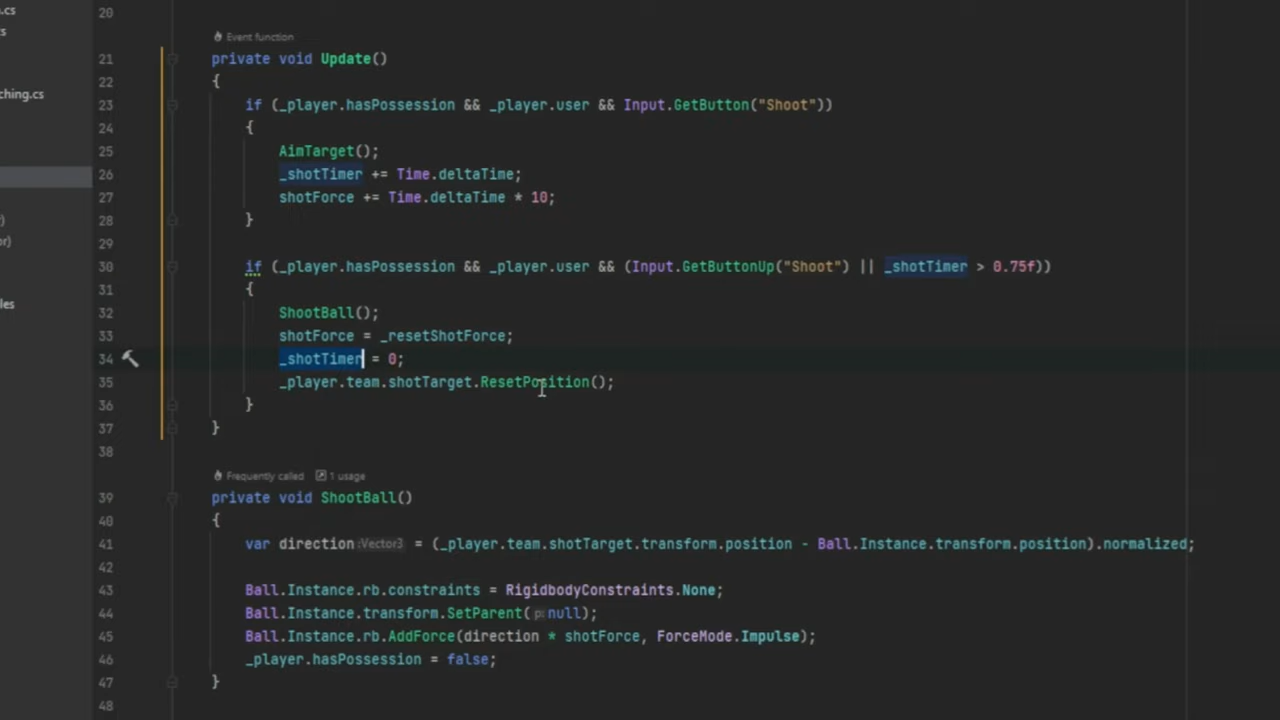 .cs
s
ching.cs
)
or)
les
20
Event function
21 private void Update()
22 {
23 if (_player.hasPossession && _player.user && Input.GetButton("Shoot"))
24 {
25 AimTarget();
26 _shotTimer += Time.deltaTime;
27 shotForce += Time.deltaTime * 10;
28 }
29
30 if (_player.hasPossession && _player.user && (Input.GetButtonUp("Shoot") || _shotTimer > 0.75f))
31 {
32 ShootBall();
33 shotForce = _resetShotForce;
34 _shotTimer = 0;
35 _player.team.shotTarget.ResetPosition();
36 }
37 }
38
Frequently called 1 usage
39 private void ShootBall()
40 {
41 var direction:Vector3 = (_player.team.shotTarget.transform.position - Ball.Instance.transform.position).normalized;
42
43 Ball.Instance.rb.constraints = RigidbodyConstraints.None;
44 Ball.Instance.transform.SetParent(p:null);
45 Ball.Instance.rb.AddForce(direction * shotForce, ForceMode.Impulse);
46 _player.hasPossession = false;
47 }
48